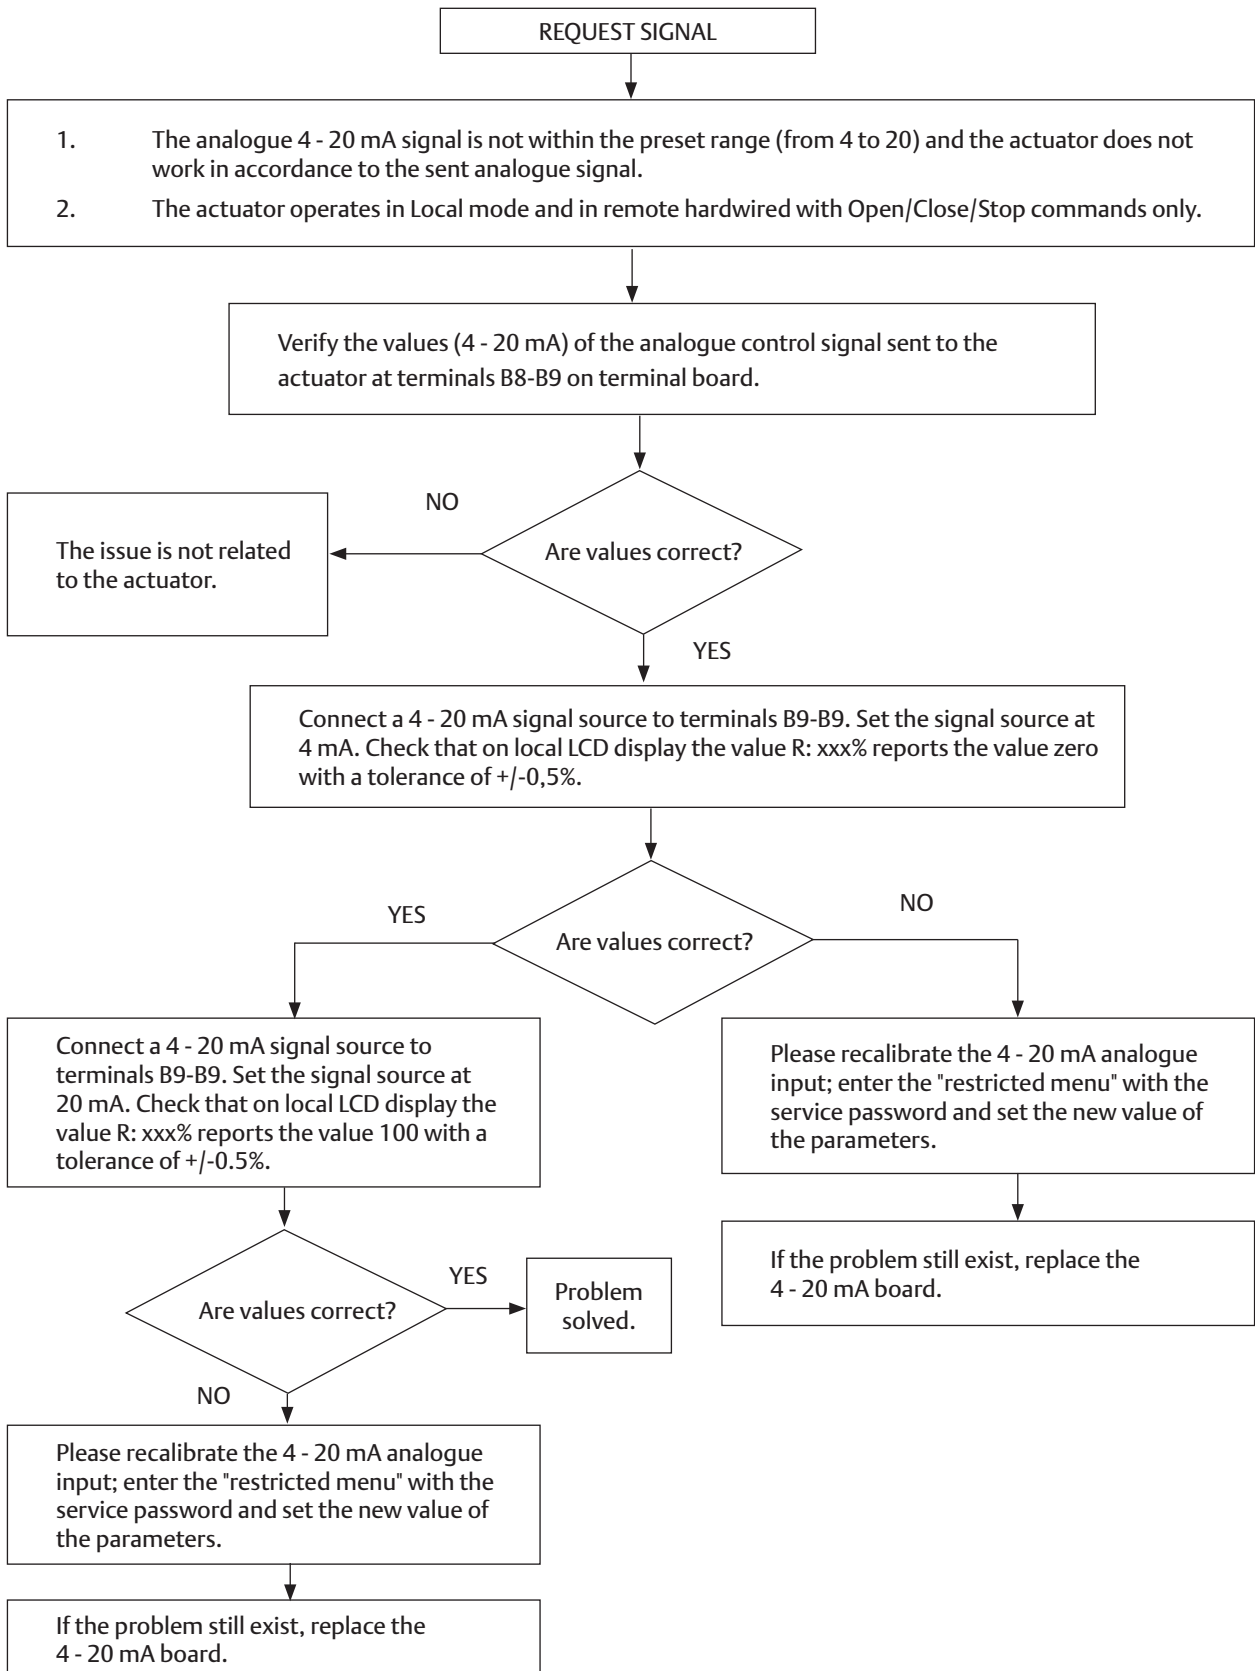 REQUEST SIGNAL
1. The analogue 4 - 20 mA signal is not within the preset range (from 4 to 20) and the actuator does not
work in accordance to the sent analogue signal.
2. The actuator operates in Local mode and in remote hardwired with Open/Close/Stop commands only.
Verify the values (4 - 20 mA) of the analogue control signal sent to the
actuator at terminals B8-B9 on terminal board.
NO
The issue is not related
to the actuator.
Are values correct?
YES
Connect a 4 - 20 mA signal source to terminals B9-B9. Set the signal source at
4 mA. Check that on local LCD display the value R: xxx% reports the value zero
with a tolerance of +/-0,5%.
YES
NO
Are values correct?
Connect a 4 - 20 mA signal source to
terminals B9-B9. Set the signal source at
20 mA. Check that on local LCD display the
value R: xxx% reports the value 100 with a
tolerance of +/-0.5%.
Please recalibrate the 4 - 20 mA analogue
input; enter the "restricted menu" with the
service password and set the new value of
the parameters.
If the problem still exist, replace the
4 - 20 mA board.
Are values correct?
YES
Problem
solved.
NO
Please recalibrate the 4 - 20 mA analogue
input; enter the "restricted menu" with the
service password and set the new value of
the parameters.
If the problem still exist, replace the
4 - 20 mA board.